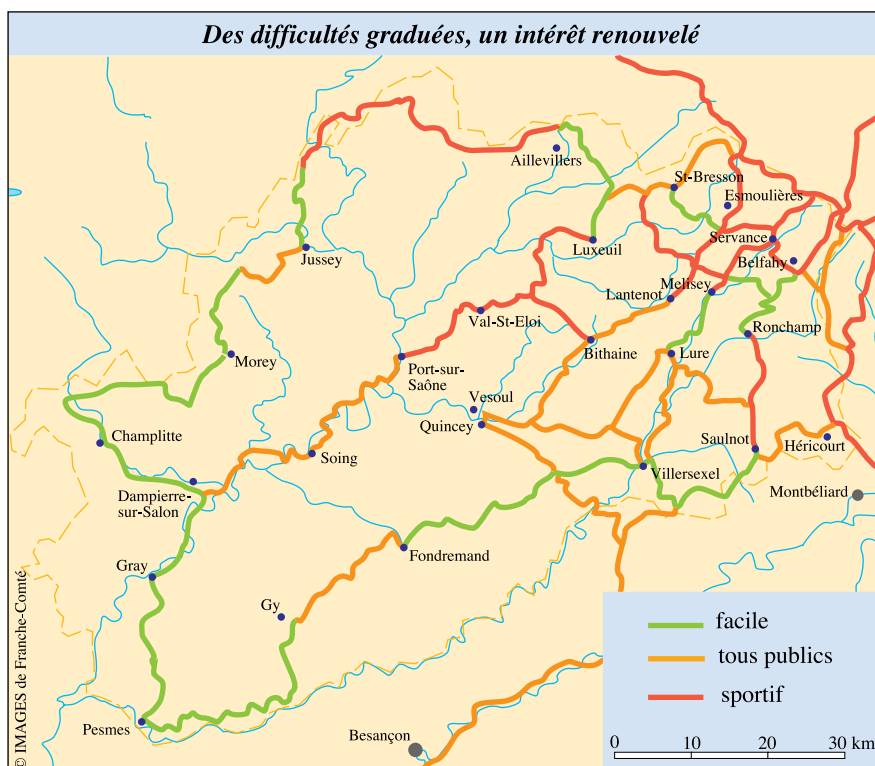 Des difficultés graduées, un intérêt renouvelé
Aillevillers
St-Bresson
Esmoulières
Servance
Luxeuil
Belfahy
Jussey
Melisey
Lantenot
Val-St-Eloi
Ronchamp
Bithaine
Lure
Morey
Port-sur-
Saône
Vesoul
Quincey
Champlitte
Saulnot
Héricourt
Soing
Villersexel
Dampierre-
sur-Salon
Montbéliard
Fondremand
Gray
Gy
Pesmes
Besançon
facile
tous publics
sportif
0 10 20 30 km
© IMAGES de Franche-Comté